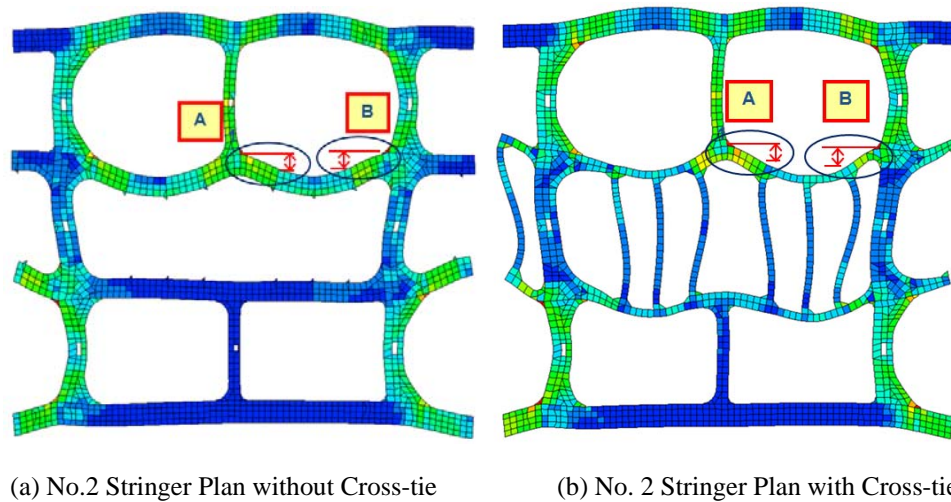 A
B
A
B
(a) No.2 Stringer Plan without Cross-tie
(b) No. 2 Stringer Plan with Cross-tie